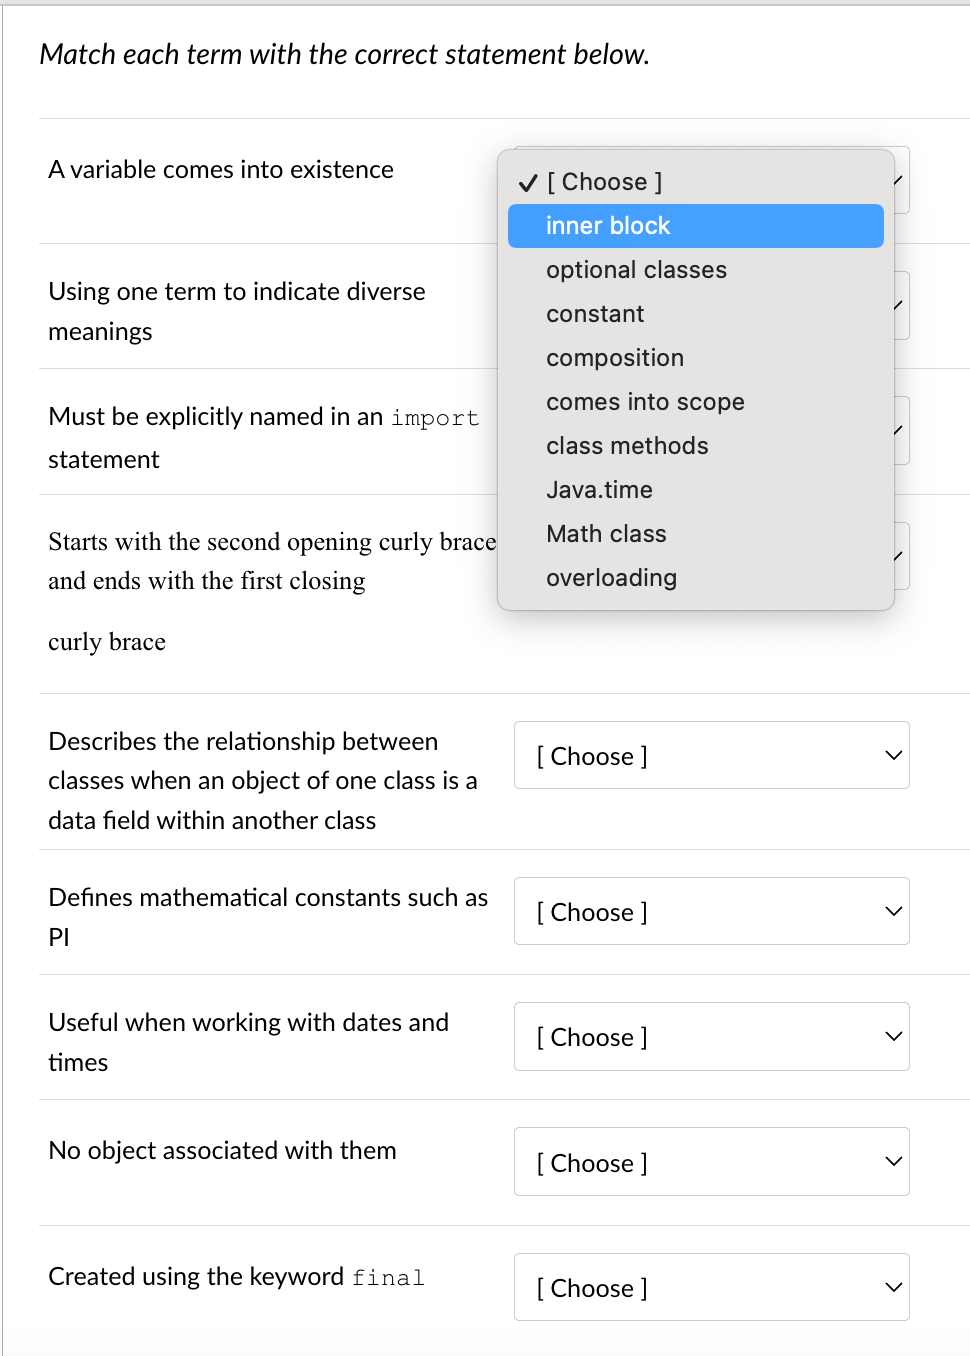 Match each term with the correct statement below.
A variable comes into existence
✓ [ Choose ]
inner block
optional classes
constant
composition
comes into scope
class methods
Java.time
Math class
overloading
Using one term to indicate diverse
meanings
Must be explicitly named in an import
statement
Starts with the second opening curly brace
and ends with the first closing
curly brace
Describes the relationship between
classes when an object of one class is a
data field within another class
[ Choose ]
Defines mathematical constants such as
PI
[ Choose ]
Useful when working with dates and
times
[ Choose ]
No object associated with them
[ Choose ]
Created using the keyword final
[ Choose ]